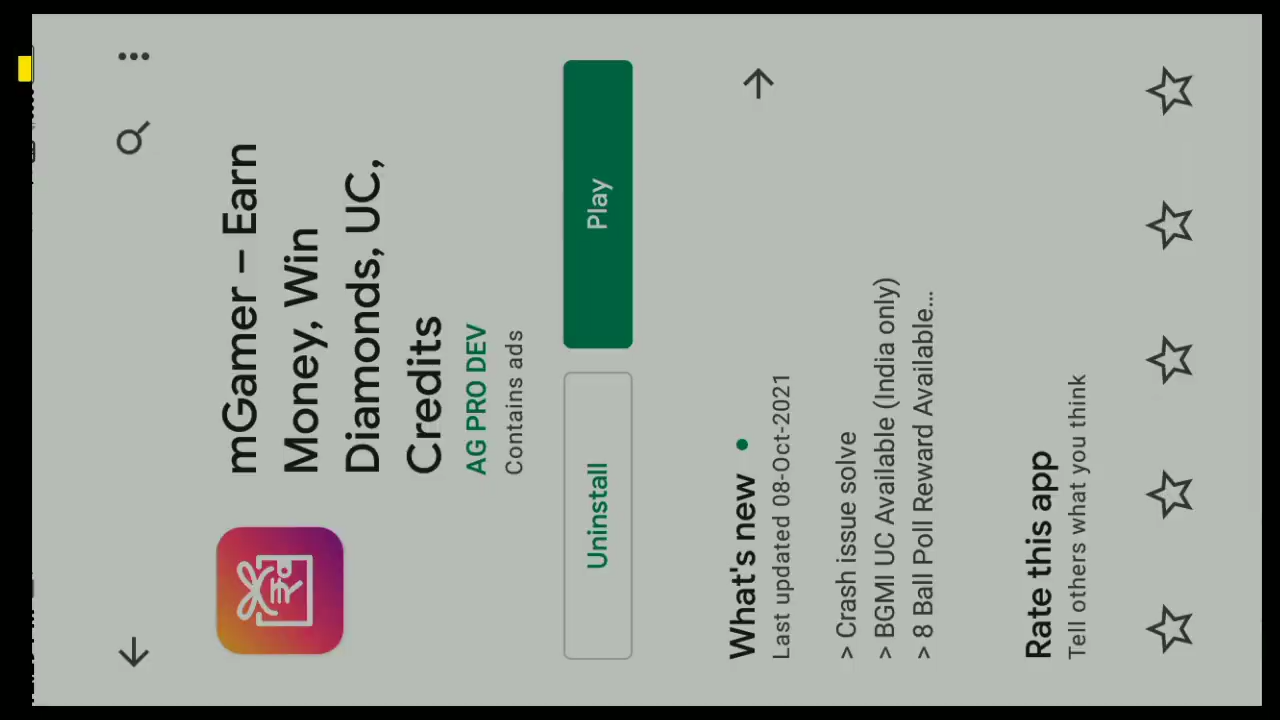 mGamer – Earn
Money, Win
Diamonds, UC,
Credits
AG PRO DEV
Contains ads
Uninstall
Play
What's new
Last updated 08-Oct-2021
> Crash issue solve
> BGMI UC Available (India only)
> 8 Ball Poll Reward Available...
Rate this app
Tell others what you think